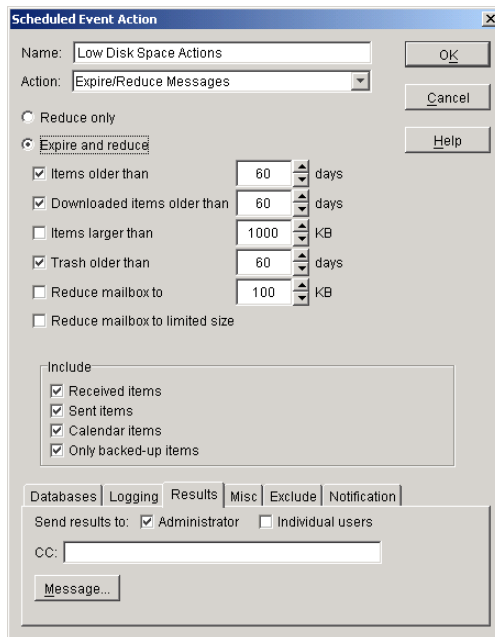 Scheduled Event Action
Name: Low Disk Space Actions
OK
Action: Expire/Reduce Messages
Cancel
Reduce only
Expire and reduce
Help
Items older than 60 days
Downloaded items older than 60 days
Items larger than 1000 KB
Trash older than 60 days
Reduce mailbox to 100 KB
Reduce mailbox to limited size
Include
Received items
Sent items
Calendar items
Only backed-up items
Databases Logging Results Misc Exclude Notification
Send results to: Administrator Individual users
CC:
Message...